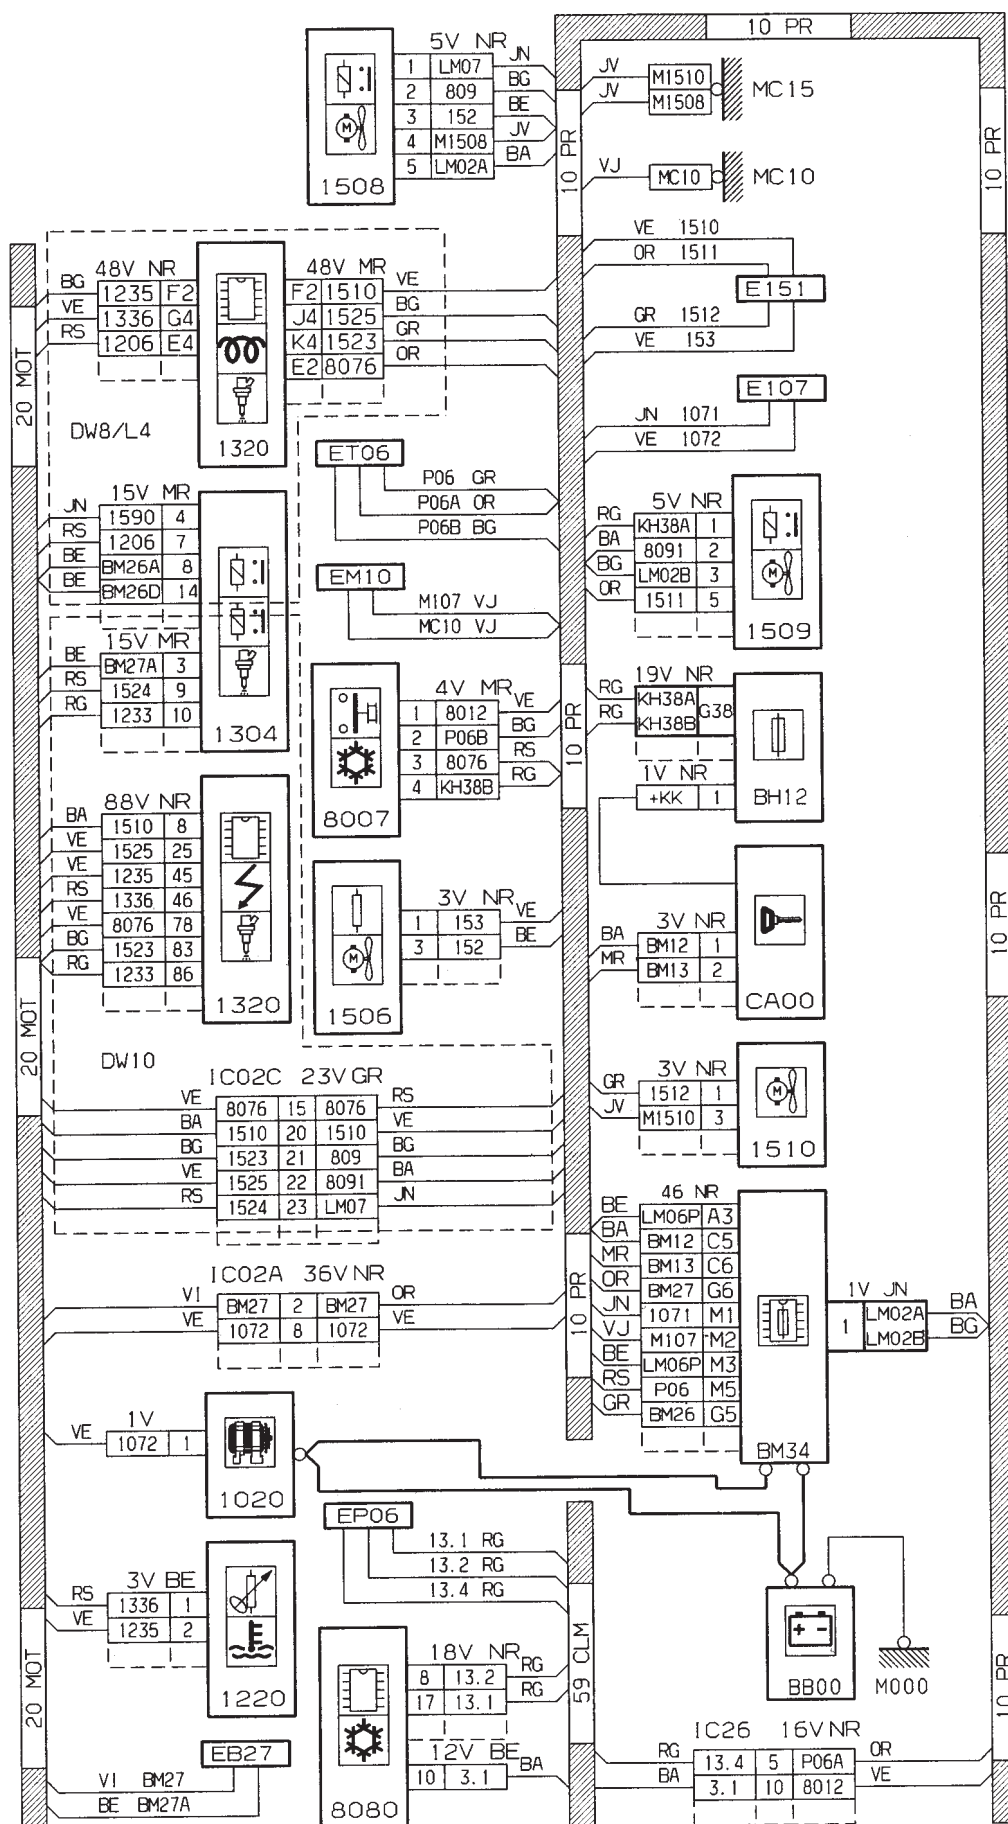 10 PR
5V NR
1 LM07 JN
2 809 BG
3 152 BE
4 M1508 JV
5 LM02A BA
1508
10 PR
JV M1510
JV M1508
MC15
VJ MC10
MC10
10 PR
VE 1510
OR 1511
E151
GR 1512
VE 153
E107
JN 1071
VE 1072
20 MOT
48V NR
BG 1235 F2
VE 1336 G4
RS 1206 E4
48V MR
F2 1510 VE
J4 1525 BG
K4 1523 GR
E2 8076 OR
1320
DW8/L4
ET06
P06 GR
P06A OR
P06B BG
15V MR
JN 1590 4
RS 1206 7
BE BM26A 8
BE BM26D 14
15V MR
BE BM27A 3
RS 1524 9
RG 1233 10
1304
EM10
M107 VJ
MC10 VJ
5V NR
RG KH38A 1
BA 8091 2
BG LM02B 3
OR 1511 5
1509
4V MR
1 8012 VE
2 P06B BG
3 8076 RS
4 KH38B RG
8007
10 PR
19V NR
RG KH38A G38
RG KH38B
1V NR
+KK 1
BH12
88V NR
BA 1510 8
VE 1525 25
VE 1235 45
RS 1336 46
VE 8076 78
BG 1523 83
RG 1233 86
1320
3V NR
1 153 VE
3 152 BE
1506
3V NR
BA BM12 1
MR BM13 2
CA00
10 PR
20 MOT
DW10
IC02C 23V GR
VE 8076 15 8076 RS
BA 1510 20 1510 VE
BG 1523 21 809 BG
VE 1525 22 8091 BA
RS 1524 23 LM07 JN
3V NR
GR 1512 1
JV M1510 3
1510
IC02A 36V NR
VI BM27 2 BM27 OR
VE 1072 8 1072 VE
10 PR
46 NR
BE LM06P A3
BA BM12 C5
MR BM13 C6
OR BM27 G6
JN 1071 M1
VJ M107 M2
BE LM06P M3
RS P06 M5
GR BM26 G5
BM34
1V JN
1 LM02A BA
LM02B BG
1V
VE 1072 1
1020
EP06
13.1 RG
13.2 RG
13.4 RG
3V BE
RS 1336 1
VE 1235 2
1220
20 MOT
18V NR
8 13.2 RG
17 13.1 RG
12V BE
10 3.1 BA
8080
59 CLM
BB00
M000
10 PR
EB27
VI BM27
BE BM27A
IC26 16V NR
RG 13.4 5 P06A OR
BA 3.1 10 8012 VE